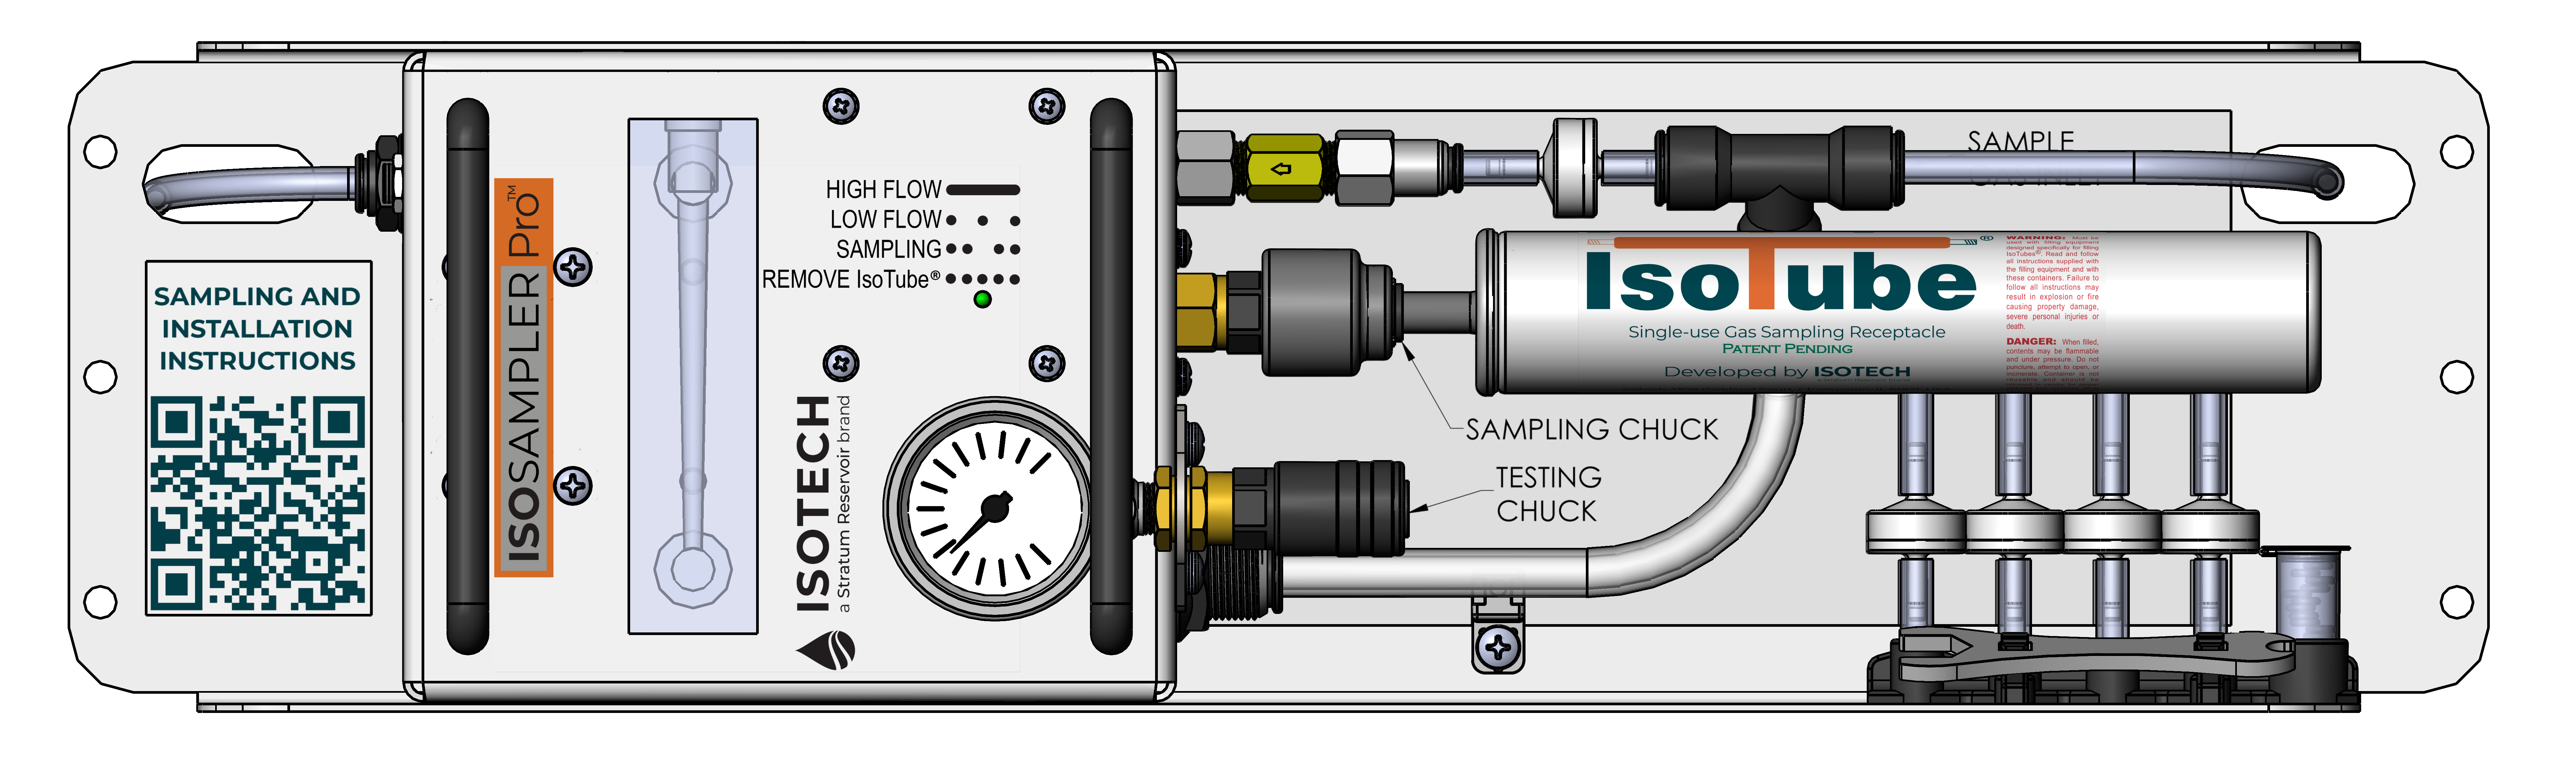 SAMPLING AND
INSTALLATION
INSTRUCTIONS
ISOSAMPLER Pro™
HIGH FLOW
LOW FLOW
SAMPLING
REMOVE IsoTube®
ISOTECH
a Stratum Reservoir brand
SAMPLE
SAMPLING CHUCK
TESTING
CHUCK
IsoTube®
Single-use Gas Sampling Receptacle
PATENT PENDING
Developed by ISOTECH
WARNING: Must be
used with filling equipment
designed specifically for filling
IsoTubes®. Read and follow
all instructions supplied with
the filling equipment and with
these containers. Failure to
follow all instructions may
result in explosion or fire
causing property damage,
severe personal injuries or
death.
DANGER: When filled,
contents may be flammable
and under pressure. Do not
puncture, attempt to open, or
incinerate. Container is not